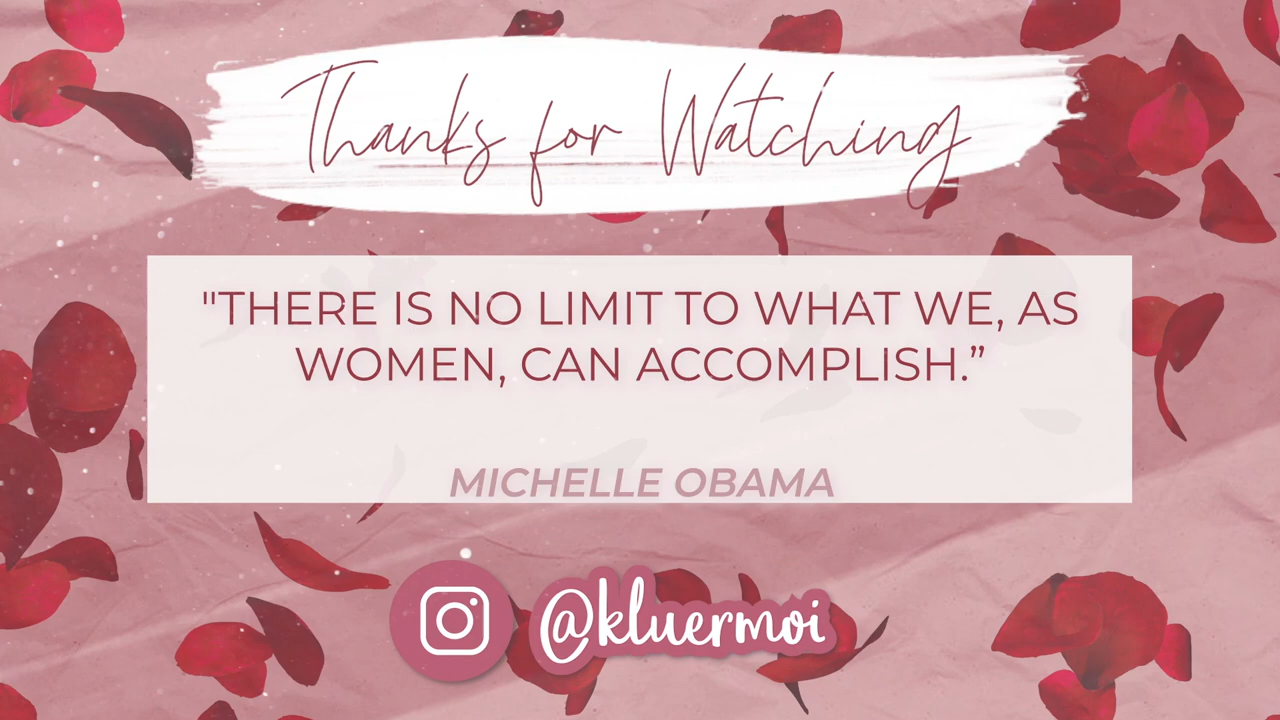 Thanks for Watching
"THERE IS NO LIMIT TO WHAT WE, AS
WOMEN, CAN ACCOMPLISH.”
MICHELLE OBAMA
@kluermoi